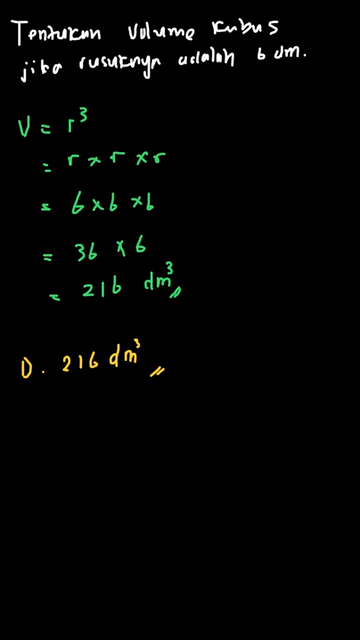 Tentukan Volume kubus
jika rusuknya adalah 6 dm.
V = r³
= r × r × r
= 6 × 6 × 6
= 36 × 6
= 216 dm³
D. 216 dm³